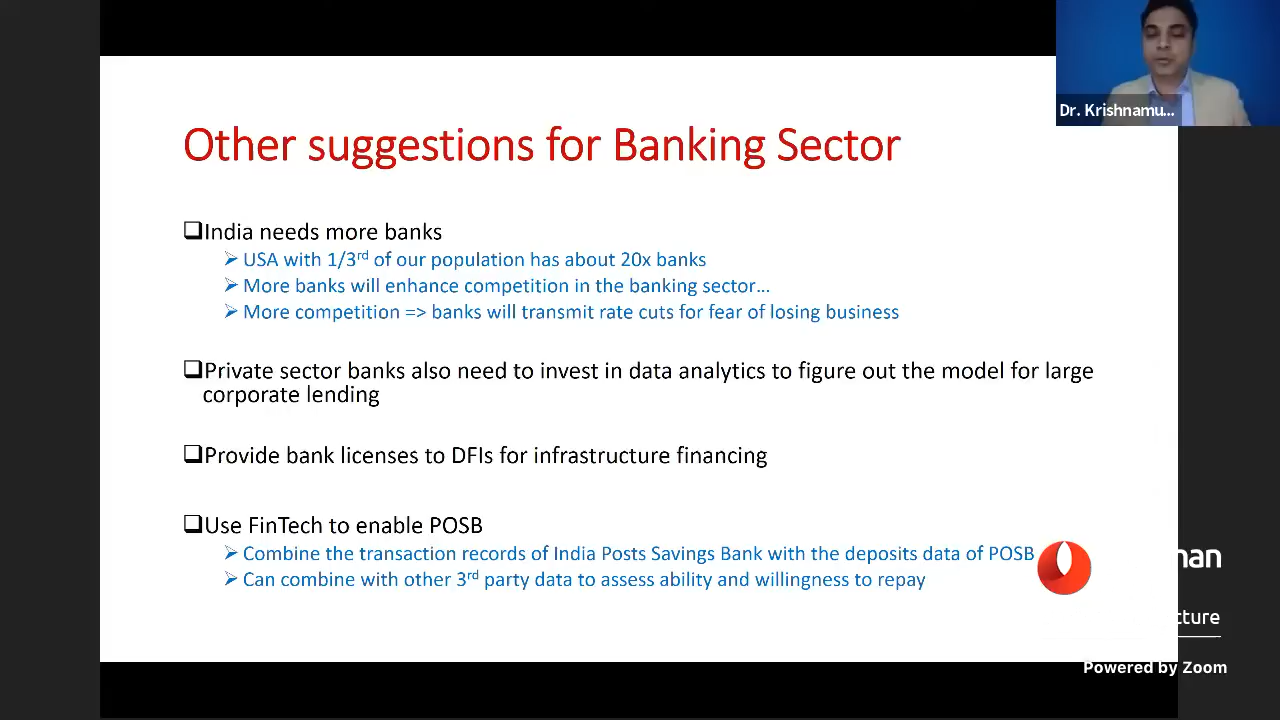 Dr. Krishnamu...
Other suggestions for Banking Sector
India needs more banks
USA with 1/3rd of our population has about 20x banks
More banks will enhance competition in the banking sector...
More competition => banks will transmit rate cuts for fear of losing business
Private sector banks also need to invest in data analytics to figure out the model for large
corporate lending
Provide bank licenses to DFIs for infrastructure financing
Use FinTech to enable POSB
Combine the transaction records of India Posts Savings Bank with the deposits data of POSB
Can combine with other 3rd party data to assess ability and willingness to repay
Powered by Zoom